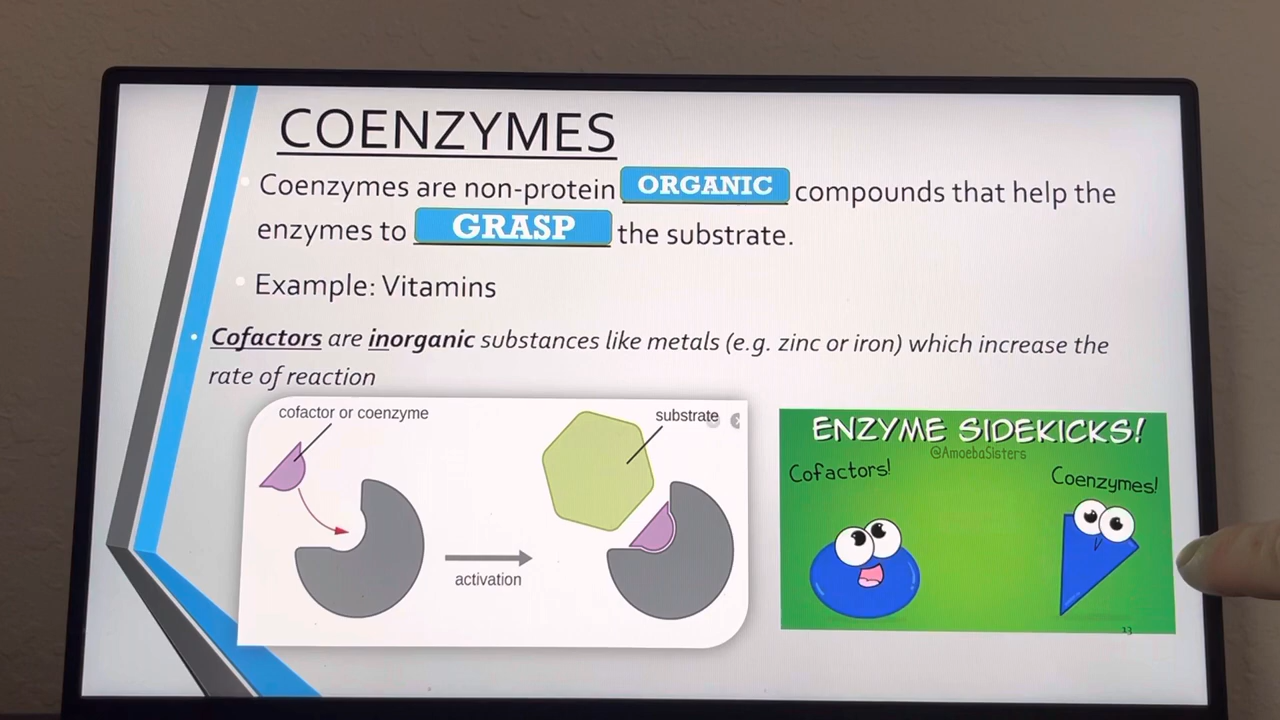 COENZYMES
Coenzymes are non-protein ORGANIC compounds that help the
enzymes to GRASP the substrate.
Example: Vitamins
Cofactors are inorganic substances like metals (e.g. zinc or iron) which increase the
rate of reaction
cofactor or coenzyme
substrate
activation
ENZYME SIDEKICKS!
@AmoebaSisters
Cofactors!
Coenzymes!
13